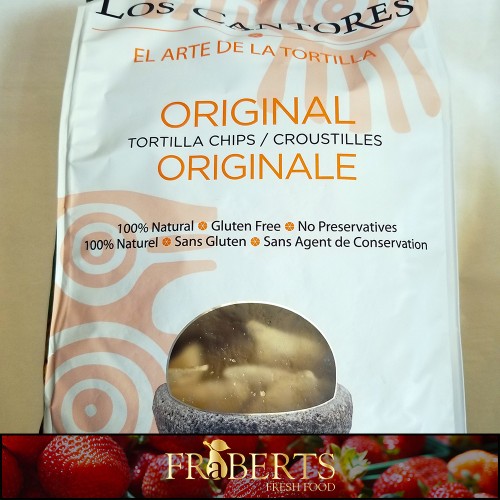 LOS CANTORES
EL ARTE DE LA TORTILLA
ORIGINAL
TORTILLA CHIPS / CROUSTILLES
ORIGINALE
100% Natural Gluten Free No Preservatives
100% Naturel Sans Gluten Sans Agent de Conservation
FRaBERTS
FRESH FOOD